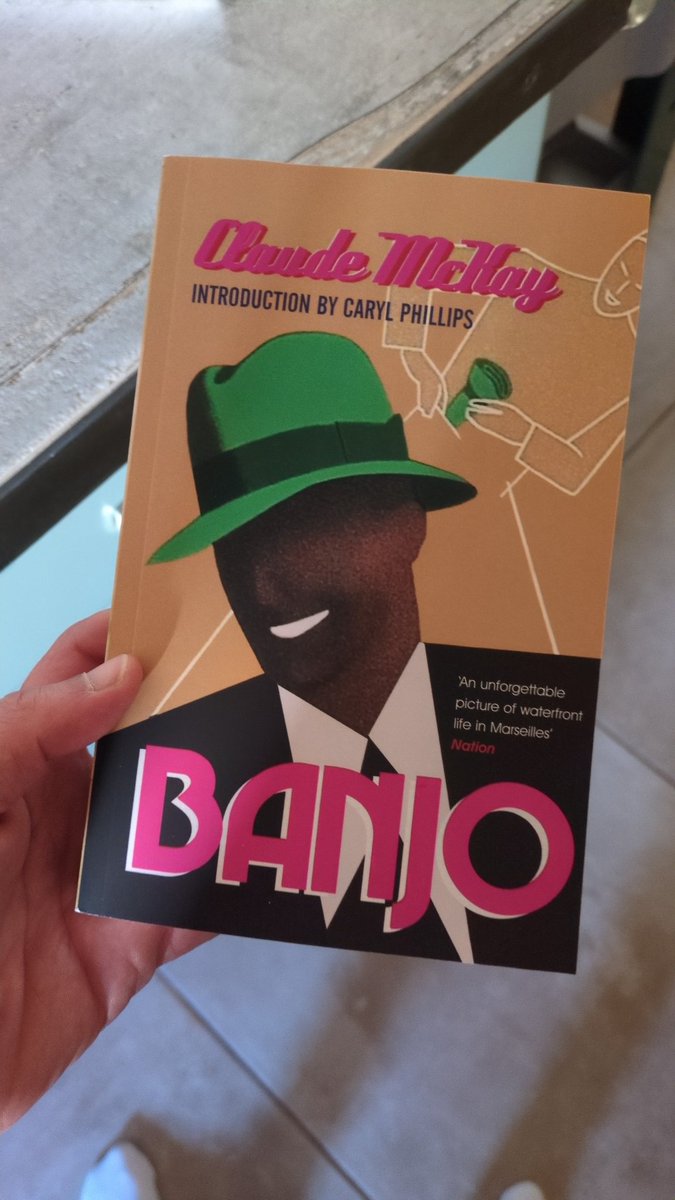 Claude McKay
INTRODUCTION BY CARYL PHILLIPS
'An unforgettable
picture of waterfront
life in Marseilles'
Nation
BANJO